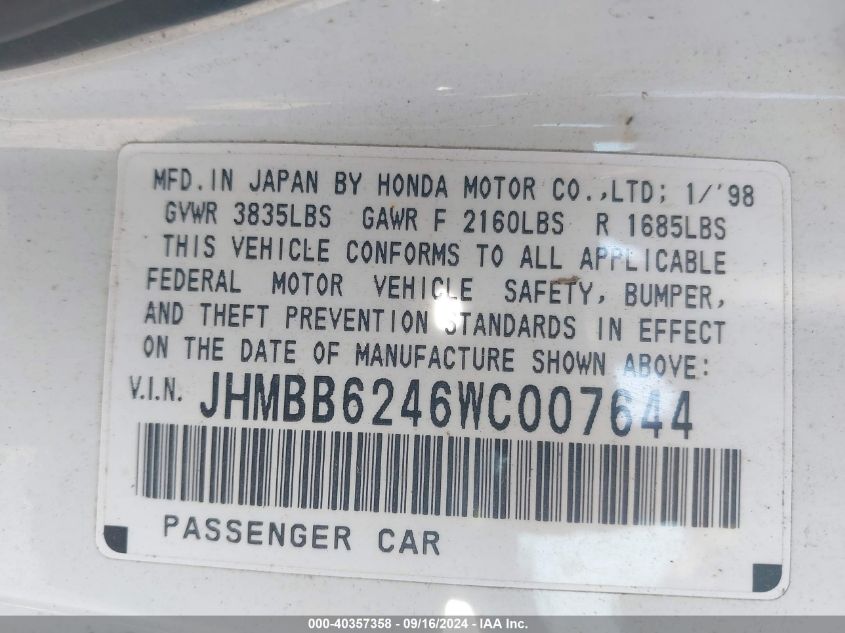 MFD.IN JAPAN BY HONDA MOTOR CO.,LTD; 1/'98
GVWR 3835LBS GAWR F 2160LBS R 1685LBS
THIS VEHICLE CONFORMS TO ALL APPLICABLE
FEDERAL MOTOR VEHICLE SAFETY, BUMPER,
AND THEFT PREVENTION STANDARDS IN EFFECT
ON THE DATE OF MANUFACTURE SHOWN ABOVE:
V.I.N. JHMBB6246WC007644
PASSENGER CAR
000-40357358 - 09/16/2024 - IAA Inc.